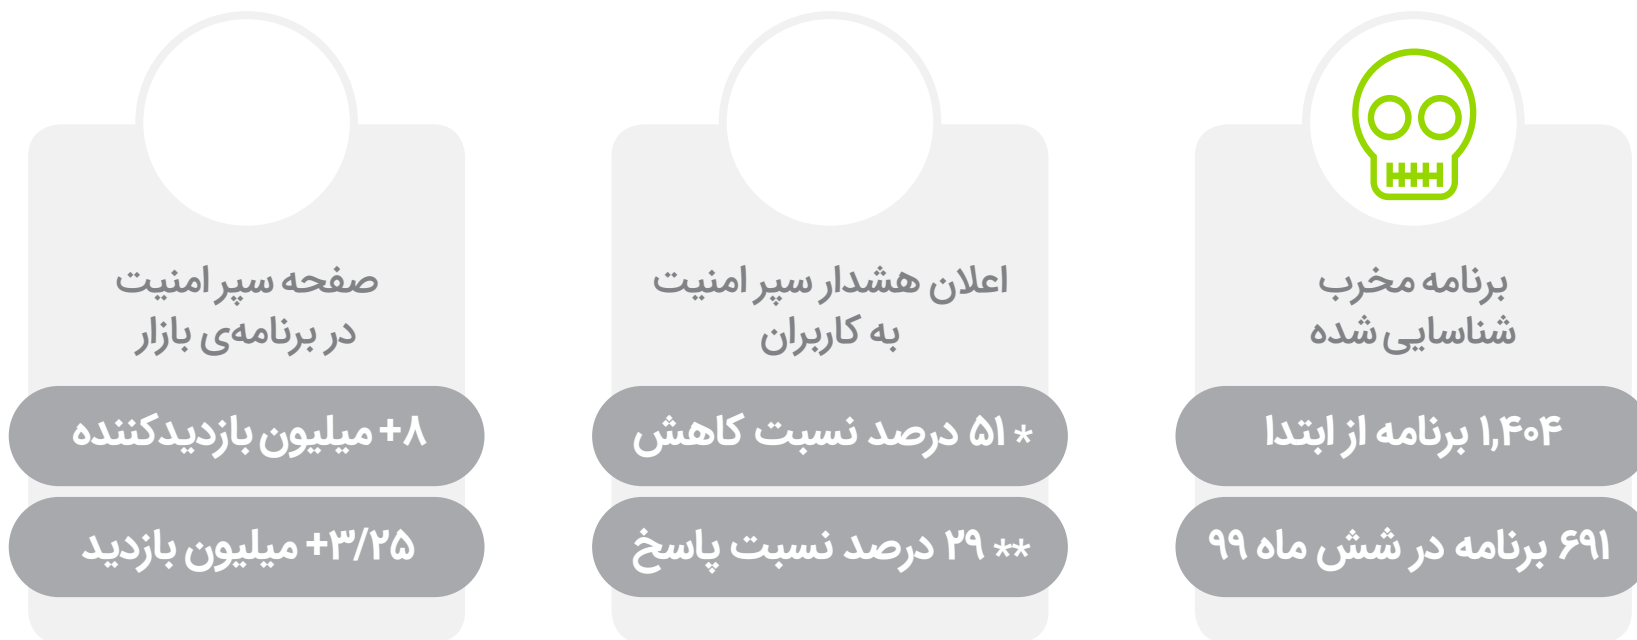 برنامه مخرب
شناسایی شده
۱,۴۰۴ برنامه از ابتدا
۶۹۱ برنامه در شش ماه ۹۹
اعلان هشدار سپر امنیت
به کاربران
* ۵۱ درصد نسبت کاهش
** ۲۹ درصد نسبت پاسخ
صفحه سپر امنیت
در برنامه‌ی بازار
۸+ میلیون بازدیدکننده
۳/۲۵+ میلیون بازدید